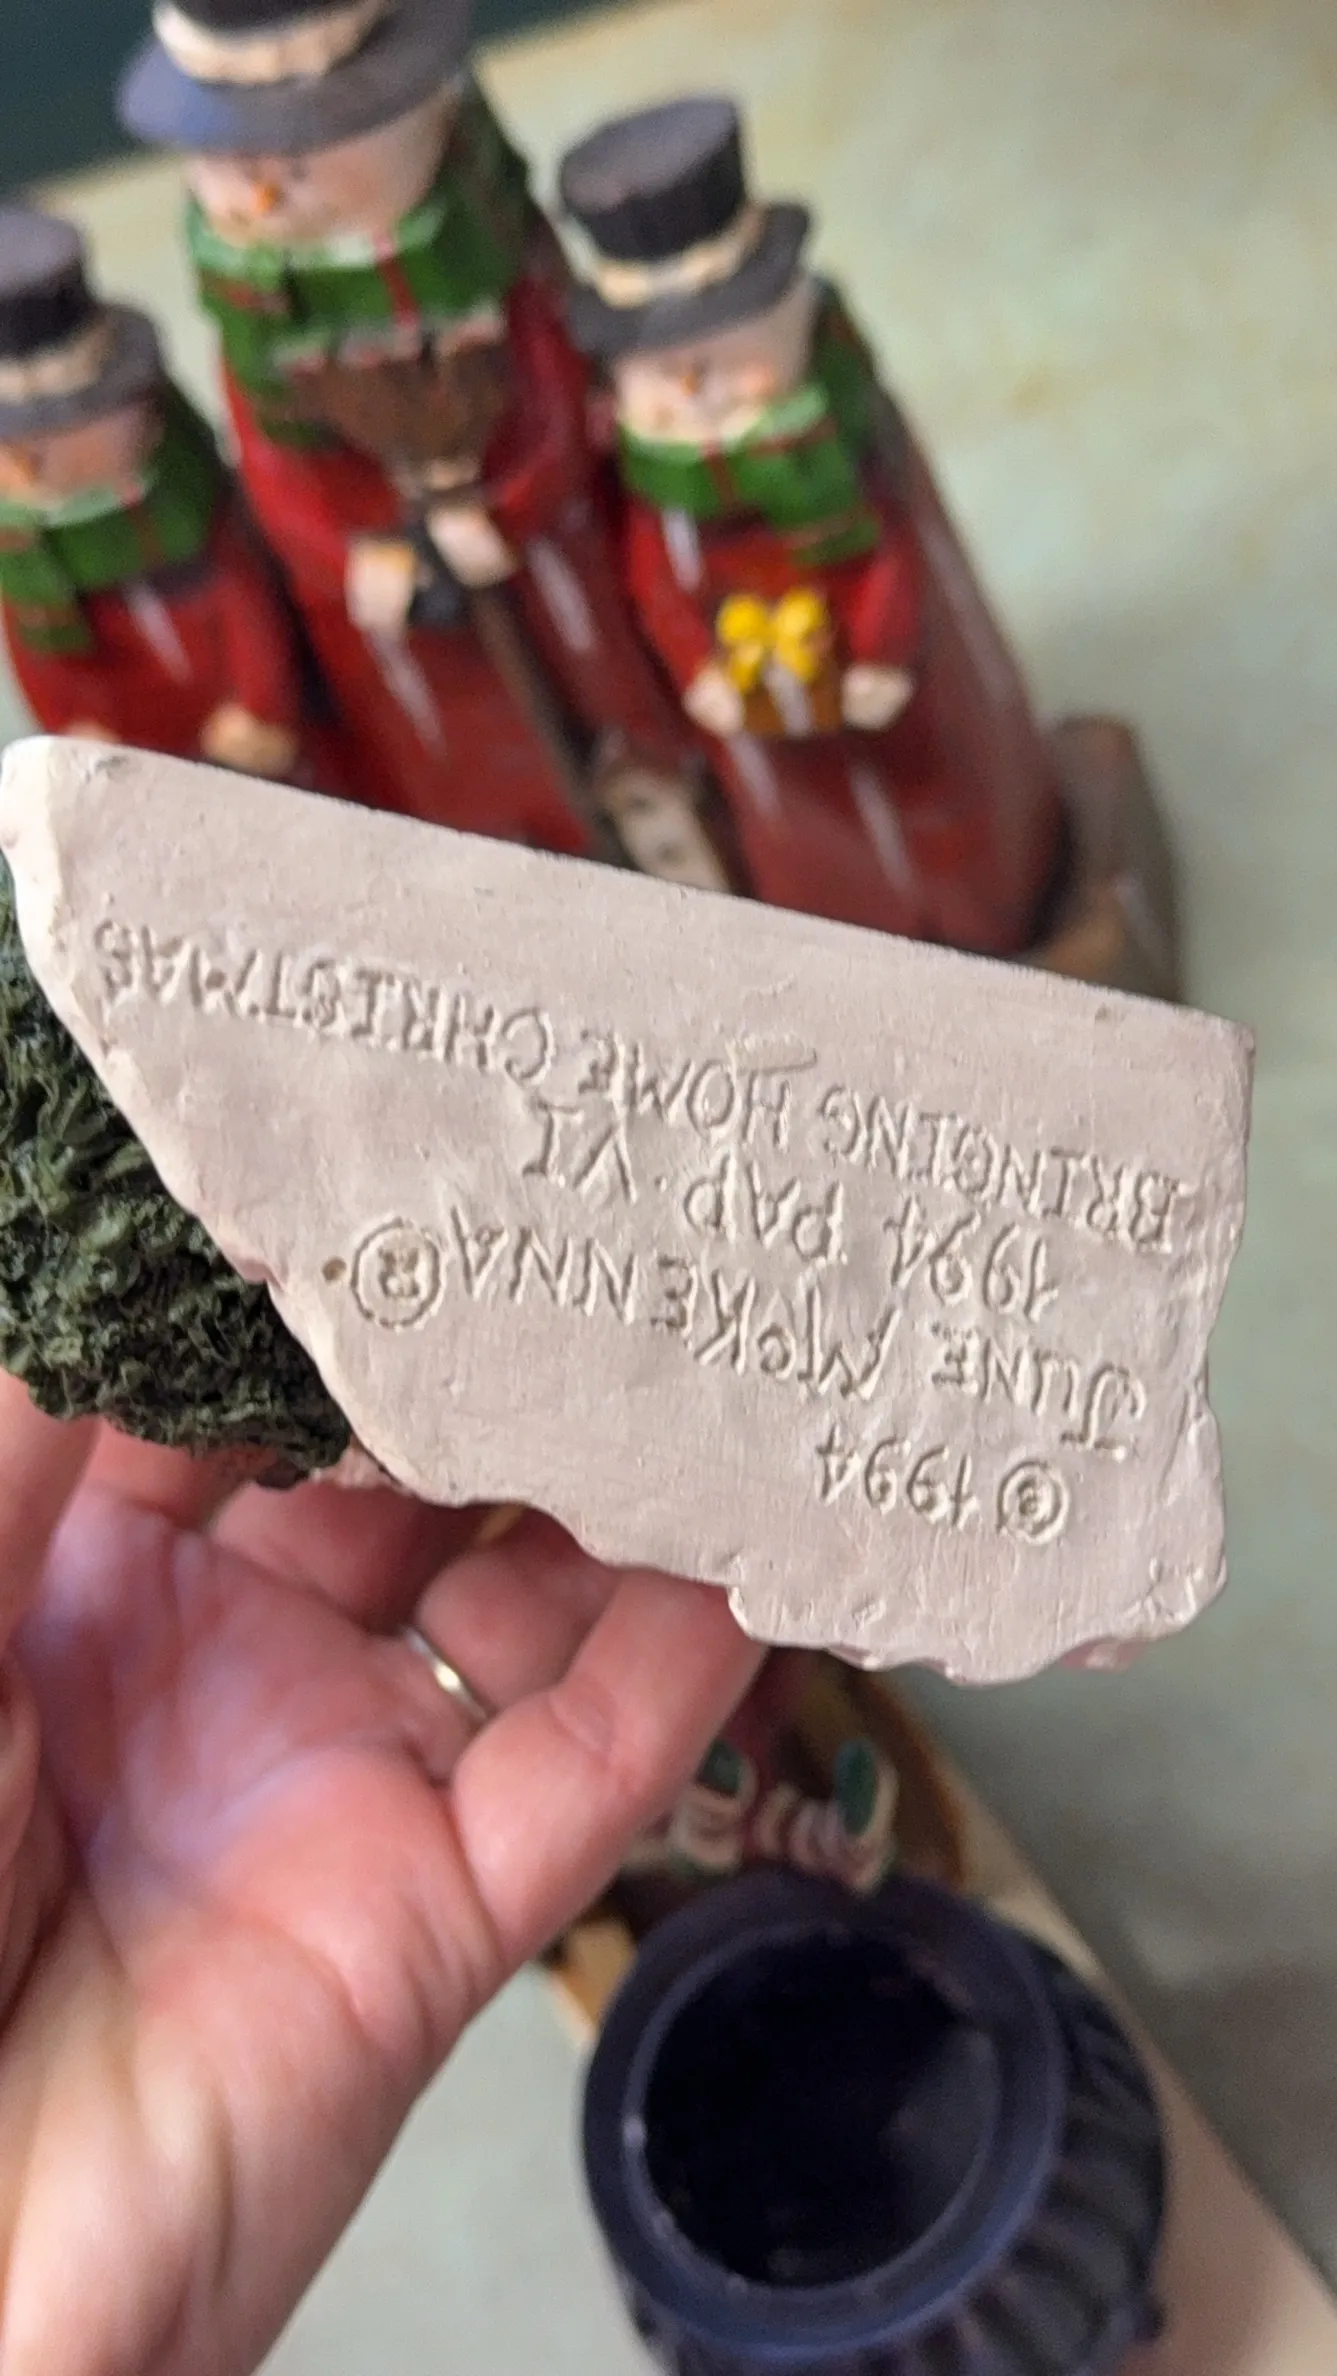 BRINGING HOME CHRISTMAS
1994 PAP. VI
JUNE McKENNA®
© 1994